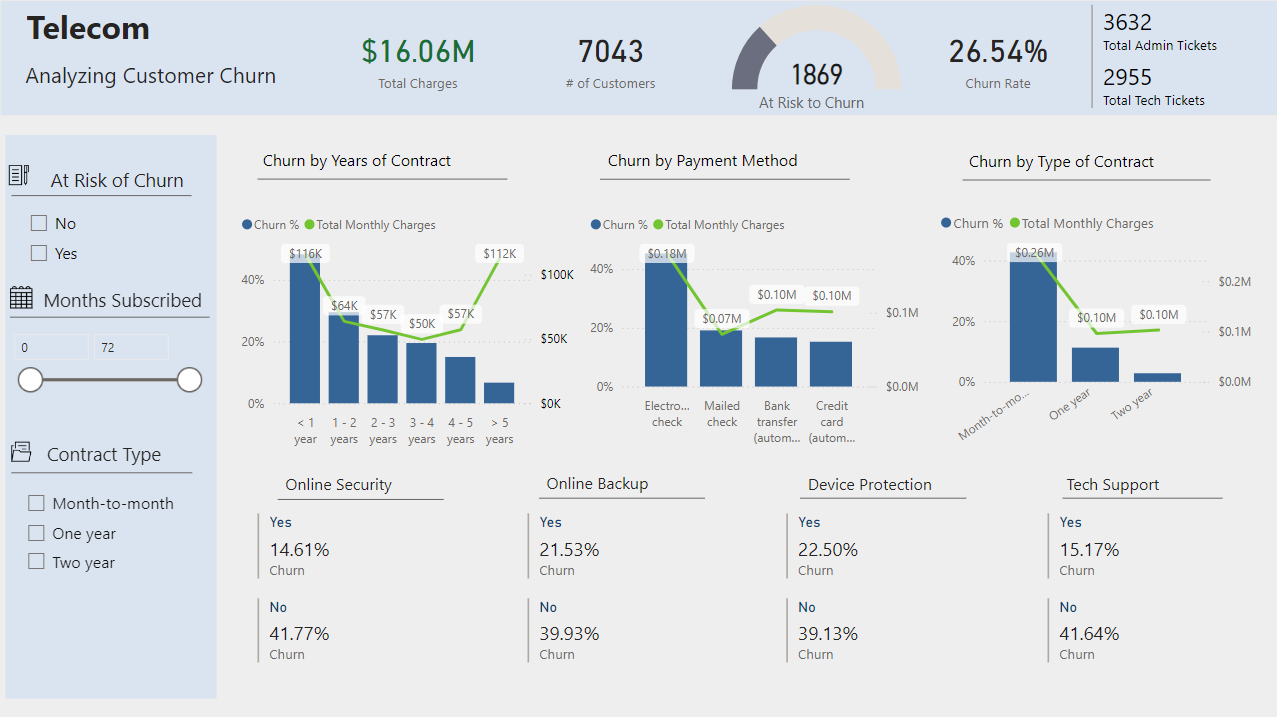 Telecom
Analyzing Customer Churn
$16.06M
Total Charges
7043
# of Customers
1869
At Risk to Churn
26.54%
Churn Rate
3632
Total Admin Tickets
2955
Total Tech Tickets
At Risk of Churn
No
Yes
Months Subscribed
0 72
Contract Type
Month-to-month
One year
Two year
Churn by Years of Contract
Churn % Total Monthly Charges
$116K
$64K
$57K
$50K
$57K
$112K
40%
20%
0%
$100K
$50K
$0K
< 1 year
1 - 2 years
2 - 3 years
3 - 4 years
4 - 5 years
> 5 years
Churn by Payment Method
Churn % Total Monthly Charges
$0.18M
$0.07M
$0.10M
$0.10M
40%
20%
0%
$0.1M
$0.0M
Electro... check
Mailed check
Bank transfer (autom...
Credit card (autom...
Churn by Type of Contract
Churn % Total Monthly Charges
$0.26M
$0.10M
$0.10M
40%
20%
0%
$0.2M
$0.1M
$0.0M
Month-to-mo...
One year
Two year
Online Security
Yes
14.61%
Churn
No
41.77%
Churn
Online Backup
Yes
21.53%
Churn
No
39.93%
Churn
Device Protection
Yes
22.50%
Churn
No
39.13%
Churn
Tech Support
Yes
15.17%
Churn
No
41.64%
Churn